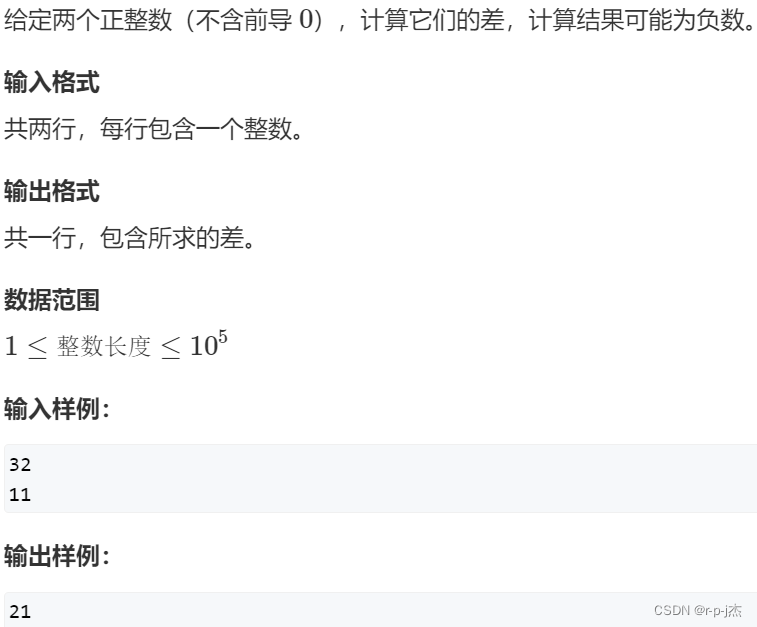 给定两个正整数（不含前导 0），计算它们的差，计算结果可能为负数。
输入格式
共两行，每行包含一个整数。
输出格式
共一行，包含所求的差。
数据范围
1 ≤ 整数长度 ≤ 10⁵
输入样例：
32
11
输出样例：
21
CSDN @r-p-j杰